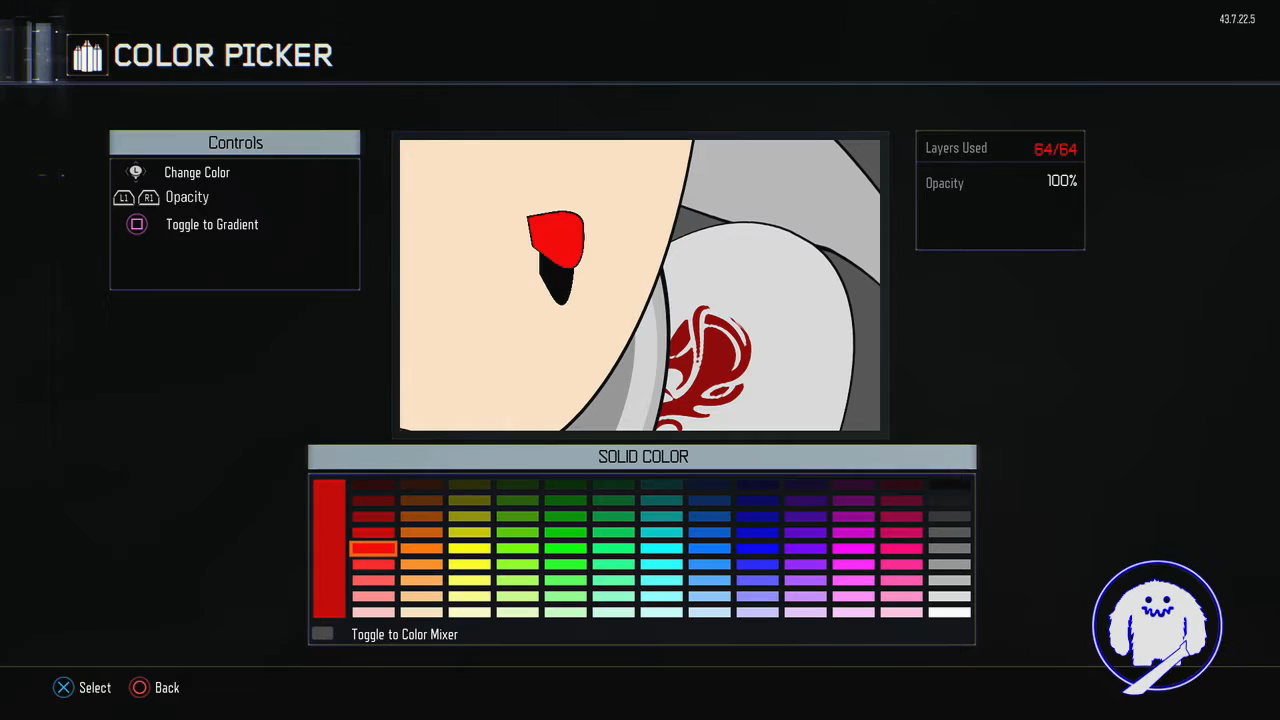 43.7.22.5
COLOR PICKER
Controls
L Change Color
L1 R1 Opacity
Toggle to Gradient
Layers Used 64/64
Opacity 100%
SOLID COLOR
Toggle to Color Mixer
Select Back